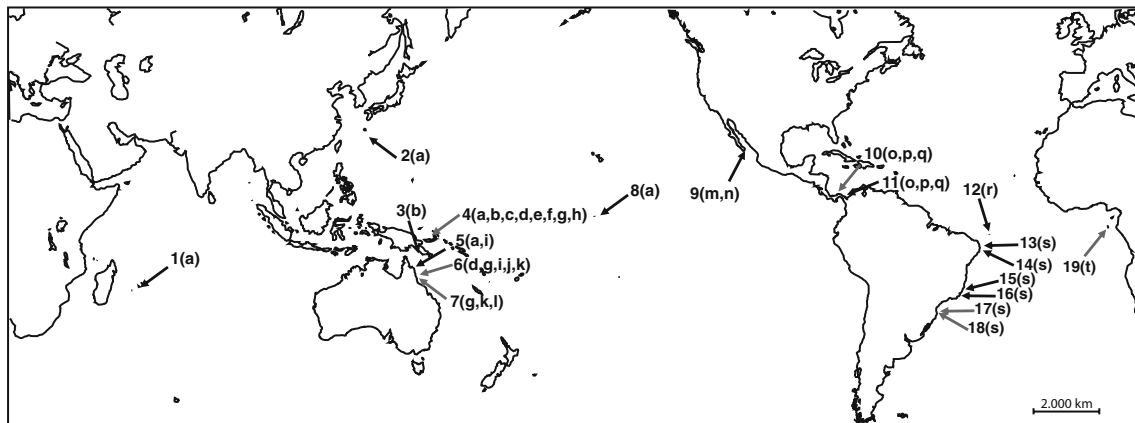 1(a)
2(a)
3(b)
4(a,b,c,d,e,f,g,h)
5(a,i)
6(d,g,i,j,k)
7(g,k,l)
8(a)
9(m,n)
10(o,p,q)
11(o,p,q)
12(r)
13(s)
14(s)
15(s)
16(s)
17(s)
18(s)
19(t)
2.000 km